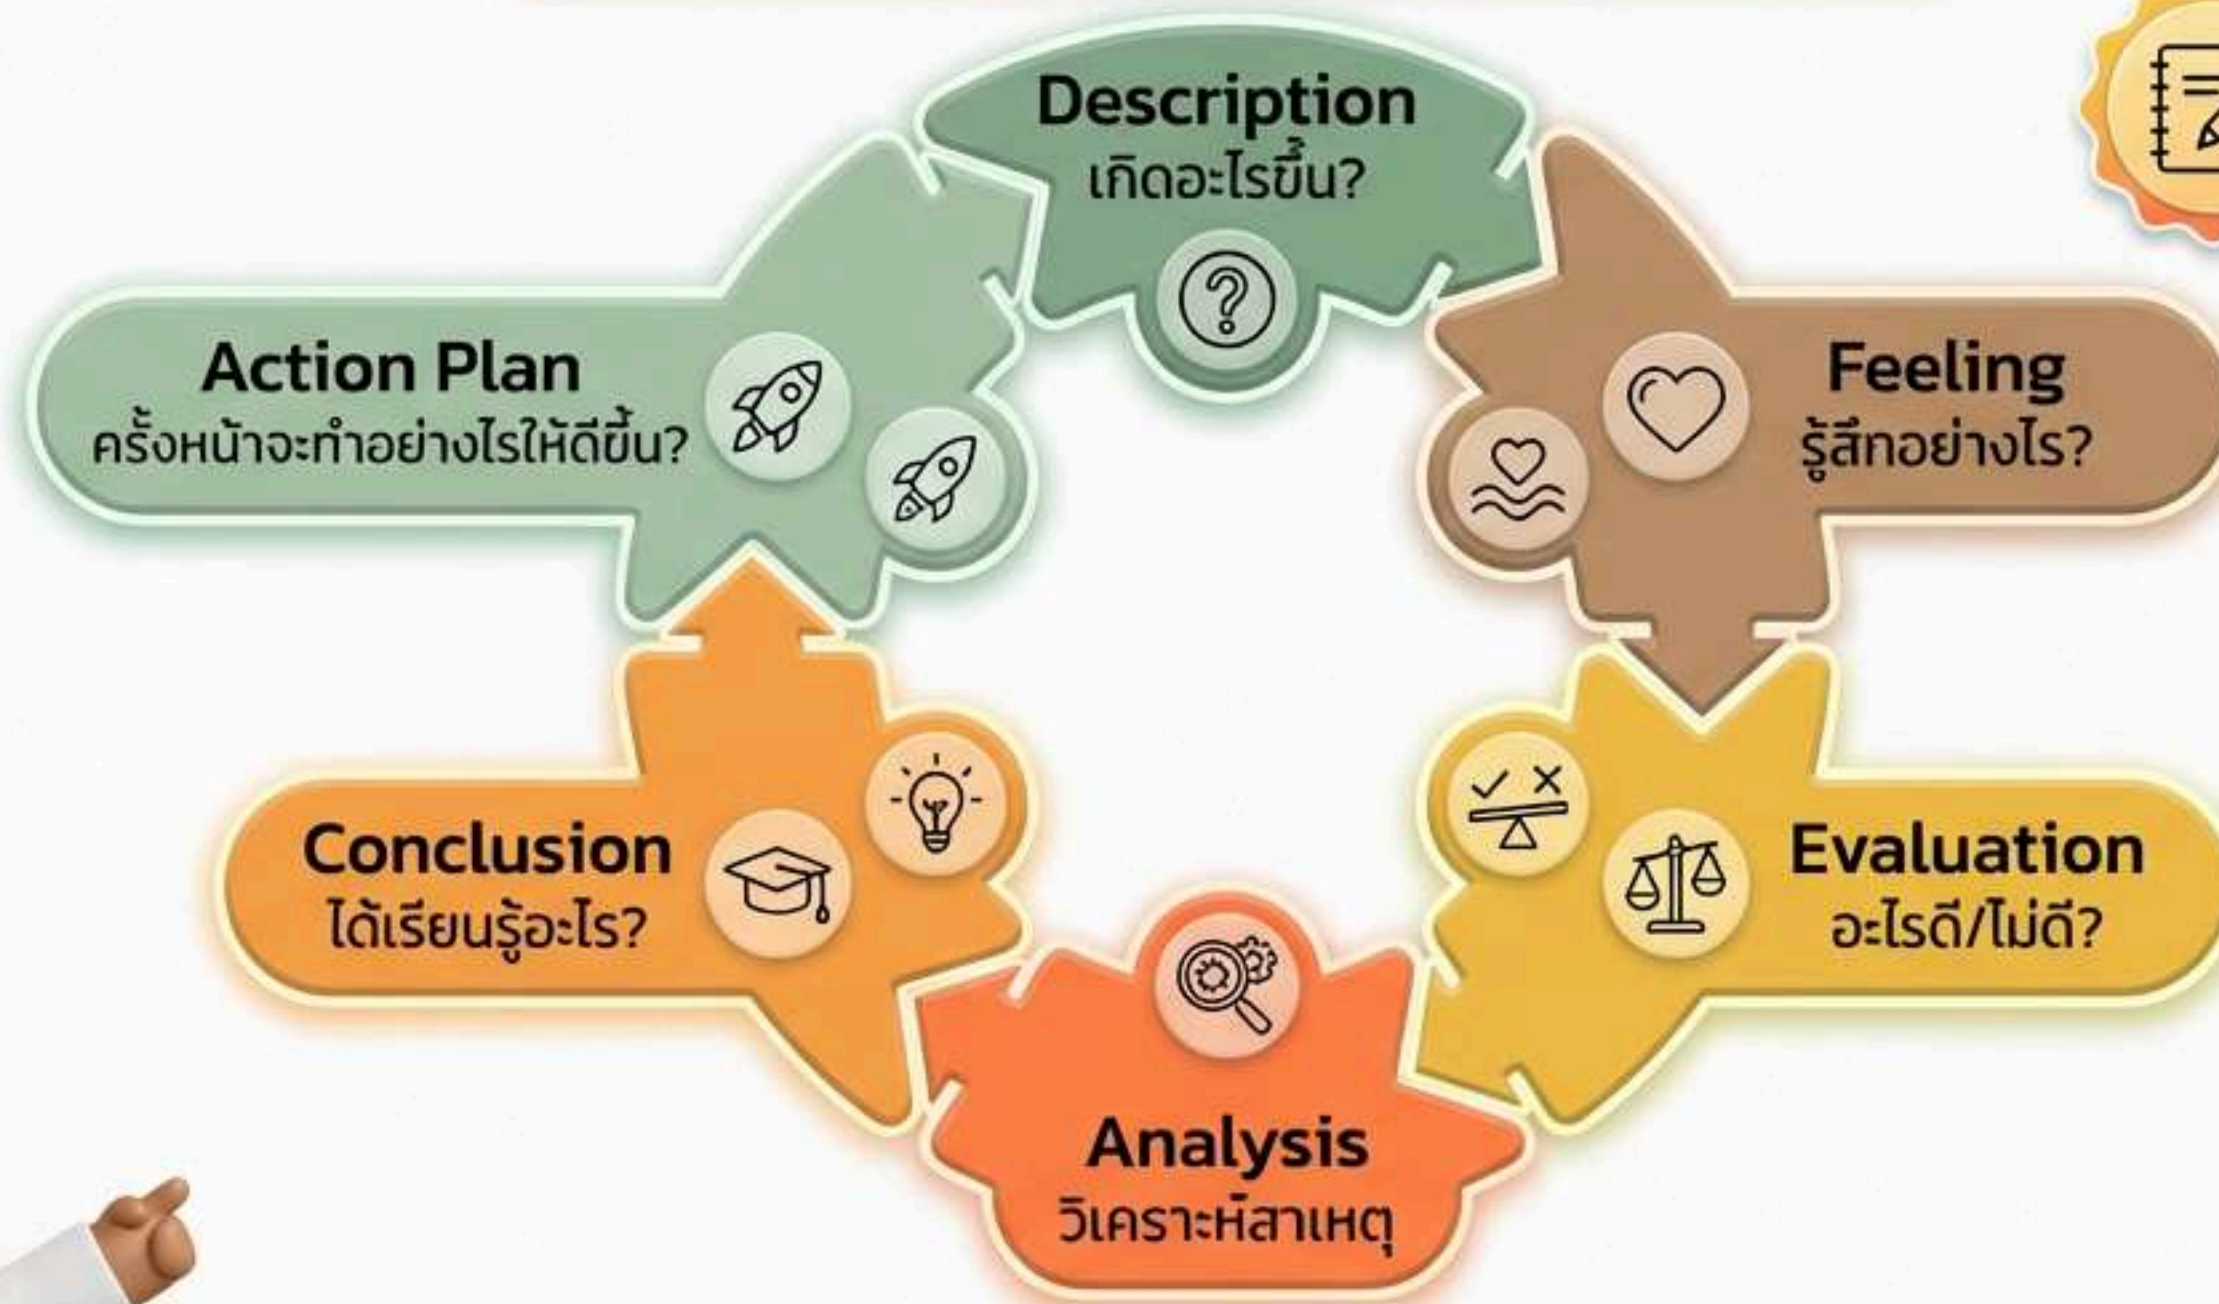 Description
เกิดอะไรขึ้น?
Feeling
รู้สึกอย่างไร?
Evaluation
อะไรดี/ไม่ดี?
Analysis
วิเคราะห์สาเหตุ
Conclusion
ได้เรียนรู้อะไร?
Action Plan
ครั้งหน้าจะทำอย่างไรให้ดีขึ้น?